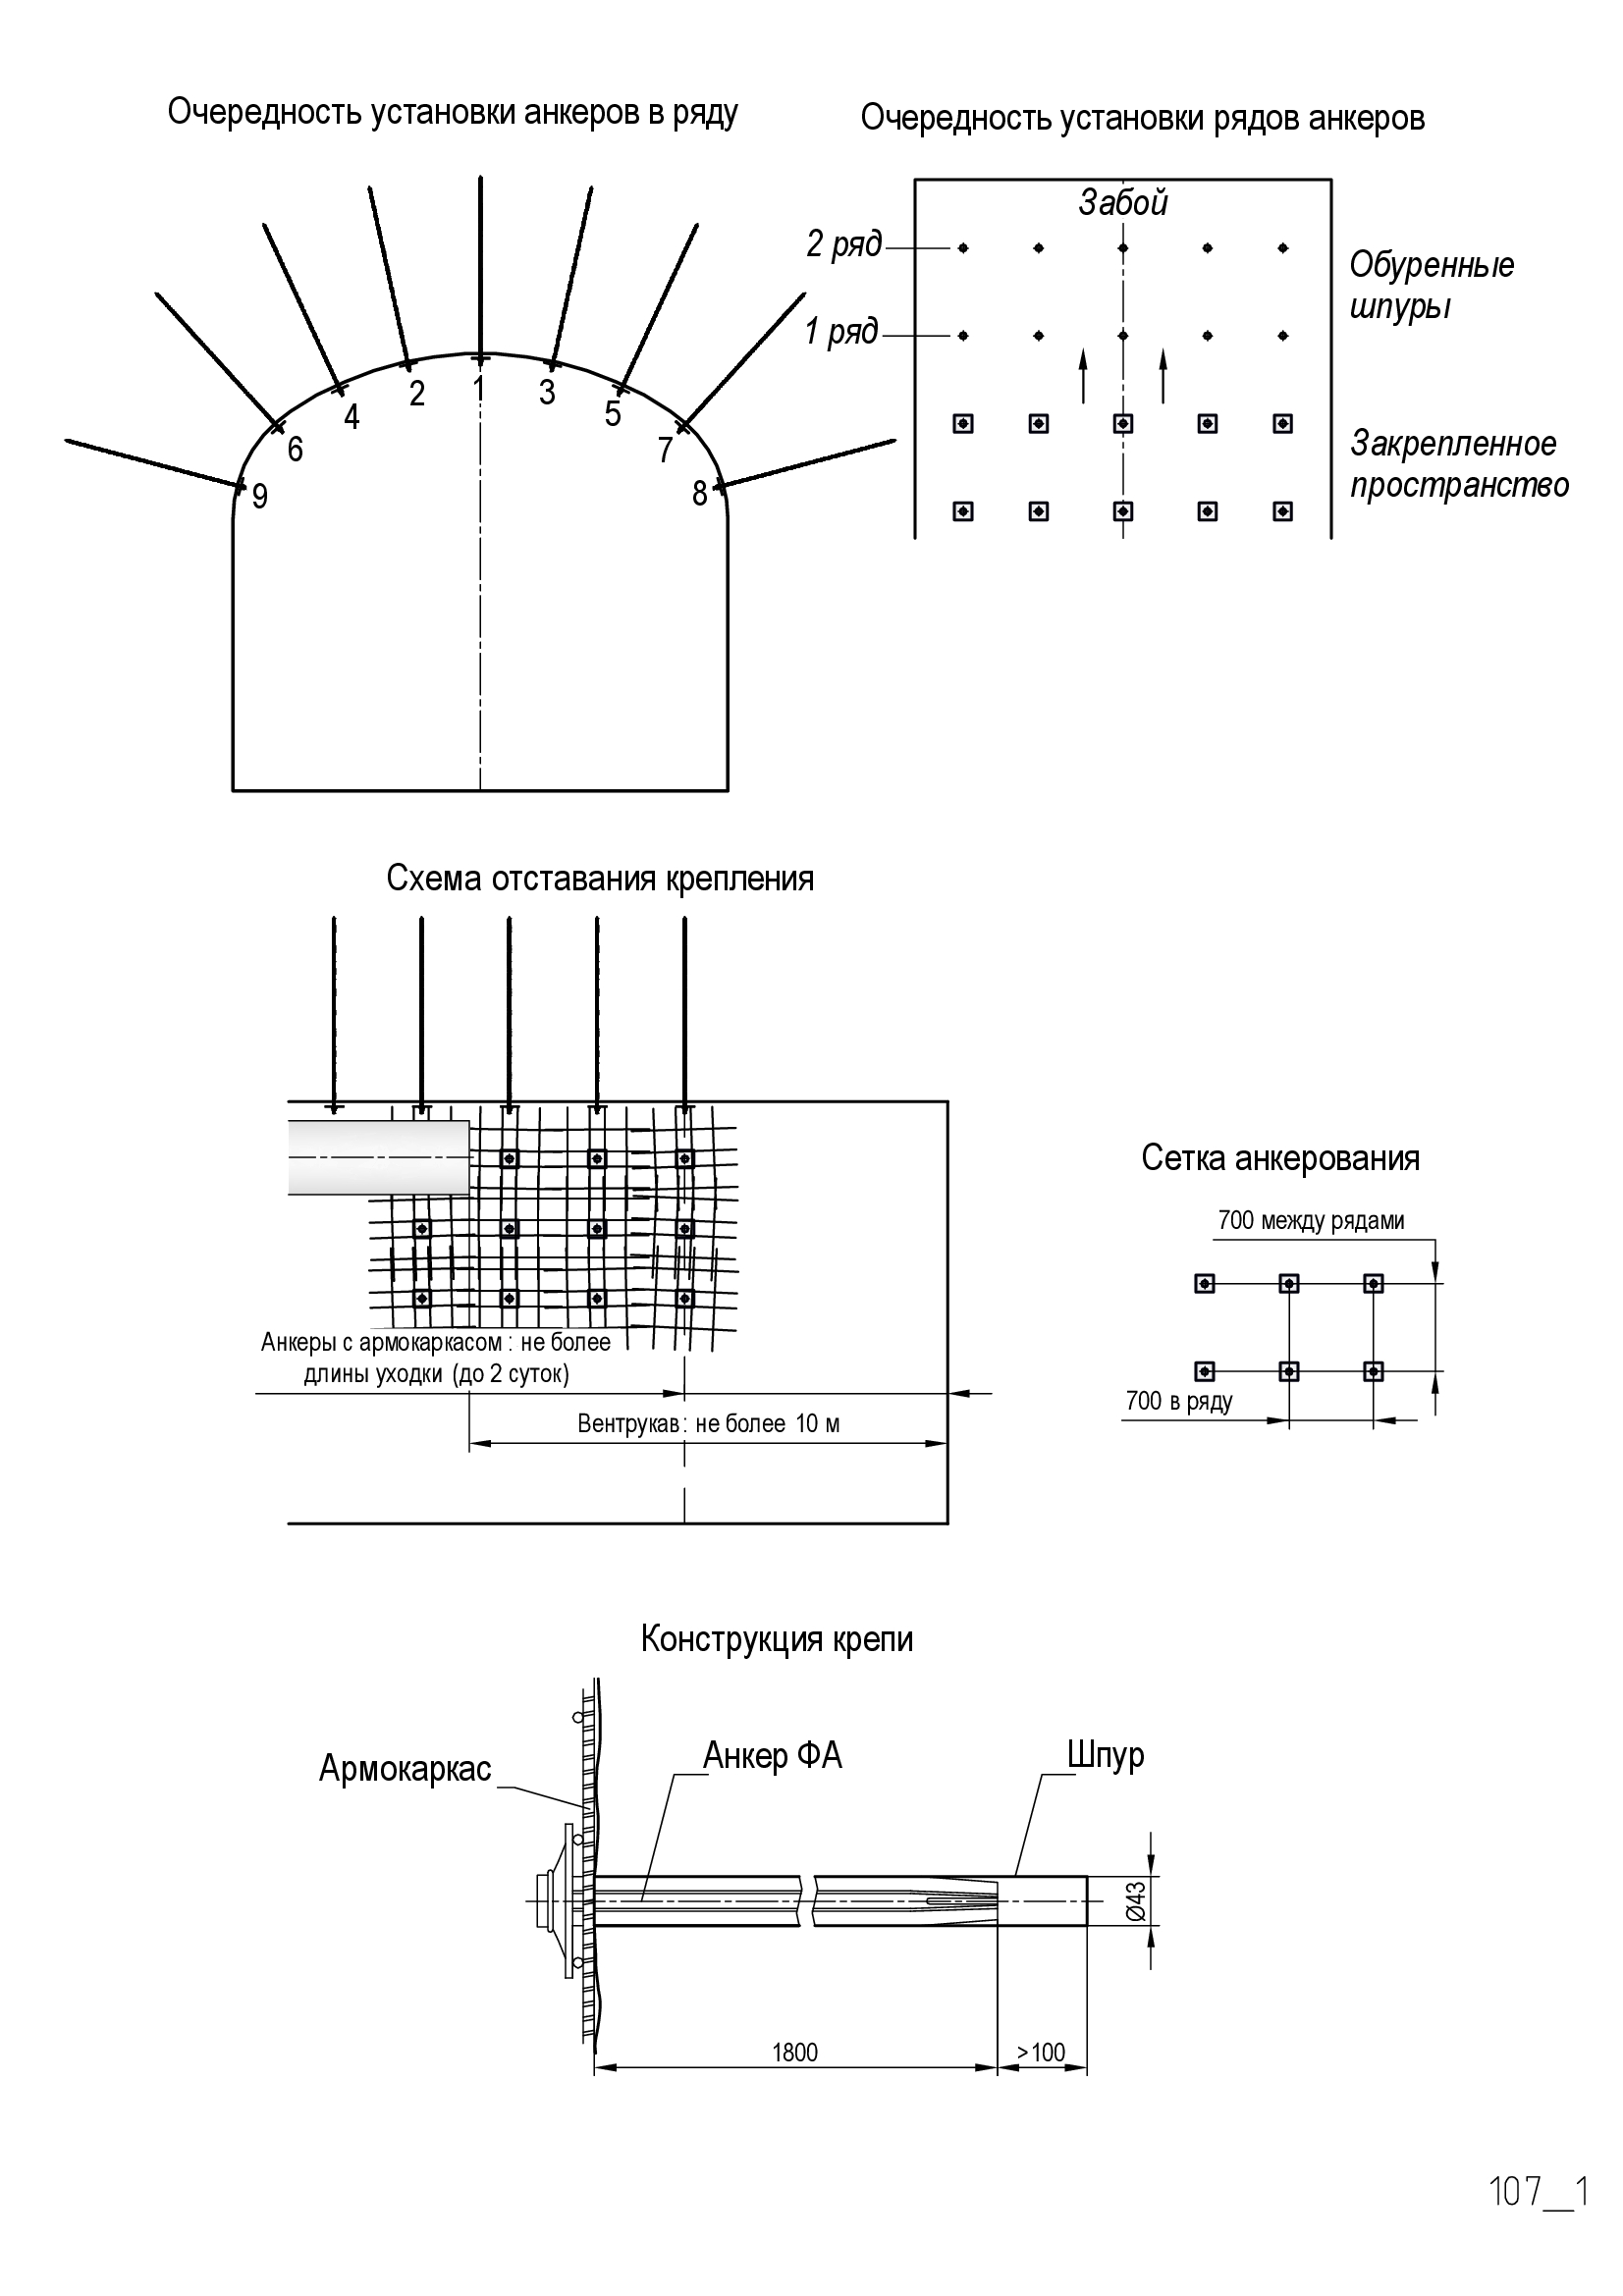 Очередность установки анкеров в ряду
9
6
4
2
1
3
5
7
8
Очередность установки рядов анкеров
Забой
2 ряд
1 ряд
Обуренные
шпуры
Закрепленное
пространство
Схема отставания крепления
Анкеры с армокаркасом : не более
длины уходки (до 2 суток)
Вентрукав : не более 10 м
Сетка анкерования
700 между рядами
700 в ряду
Конструкция крепи
Армокаркас
Анкер ФА
Шпур
Ø43
1800
>100
107_1